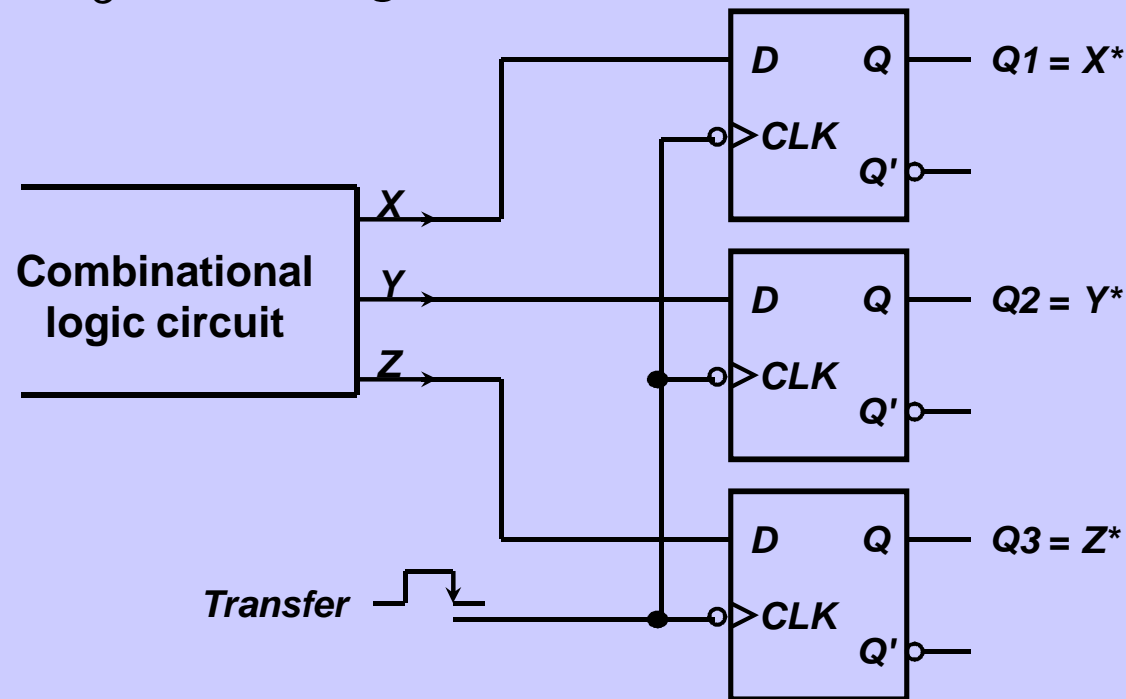 D Q Q1 = X*
CLK
Q'
X
Combinational
logic circuit
Y
Z
D Q Q2 = Y*
CLK
Q'
D Q Q3 = Z*
Transfer
CLK
Q'